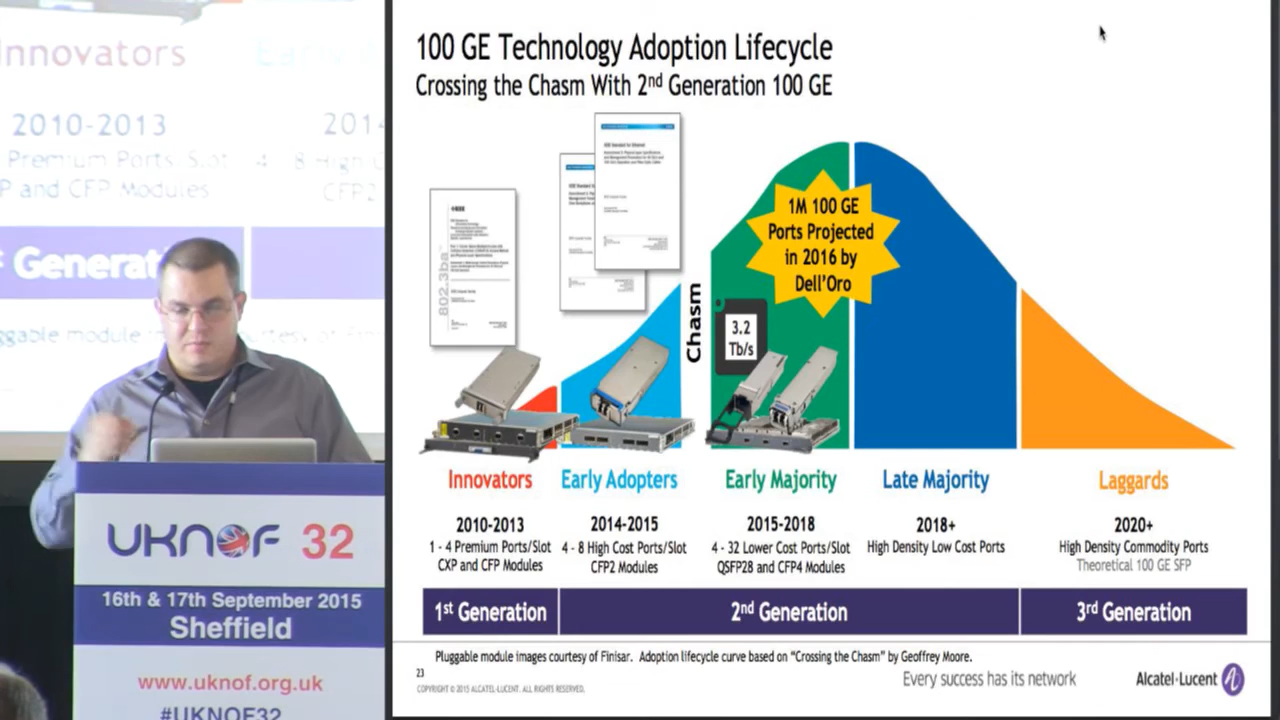 Innovators
2010-2013
Premium Ports/Slot
and CFP Modules
CFP2
UKNOF 32
16th & 17th September 2015
Sheffield
www.uknof.org.uk
#UKNOF32
100 GE Technology Adoption Lifecycle
Crossing the Chasm With 2nd Generation 100 GE
IEEE
802.3ba
1M 100 GE
Ports Projected
in 2016 by
Dell'Oro
Chasm
3.2
Tb/s
Innovators
Early Adopters
Early Majority
Late Majority
Laggards
2010-2013
1 - 4 Premium Ports/Slot
CXP and CFP Modules
2014-2015
4 - 8 High Cost Ports/Slot
CFP2 Modules
2015-2018
4 - 32 Lower Cost Ports/Slot
QSFP28 and CFP4 Modules
2018+
High Density Low Cost Ports
2020+
High Density Commodity Ports
Theoretical 100 GE SFP
1st Generation
2nd Generation
3rd Generation
Pluggable module images courtesy of Finisar. Adoption lifecycle curve based on "Crossing the Chasm" by Geoffrey Moore.
23
COPYRIGHT © 2015 ALCATEL-LUCENT. ALL RIGHTS RESERVED.
Every success has its network
Alcatel·Lucent